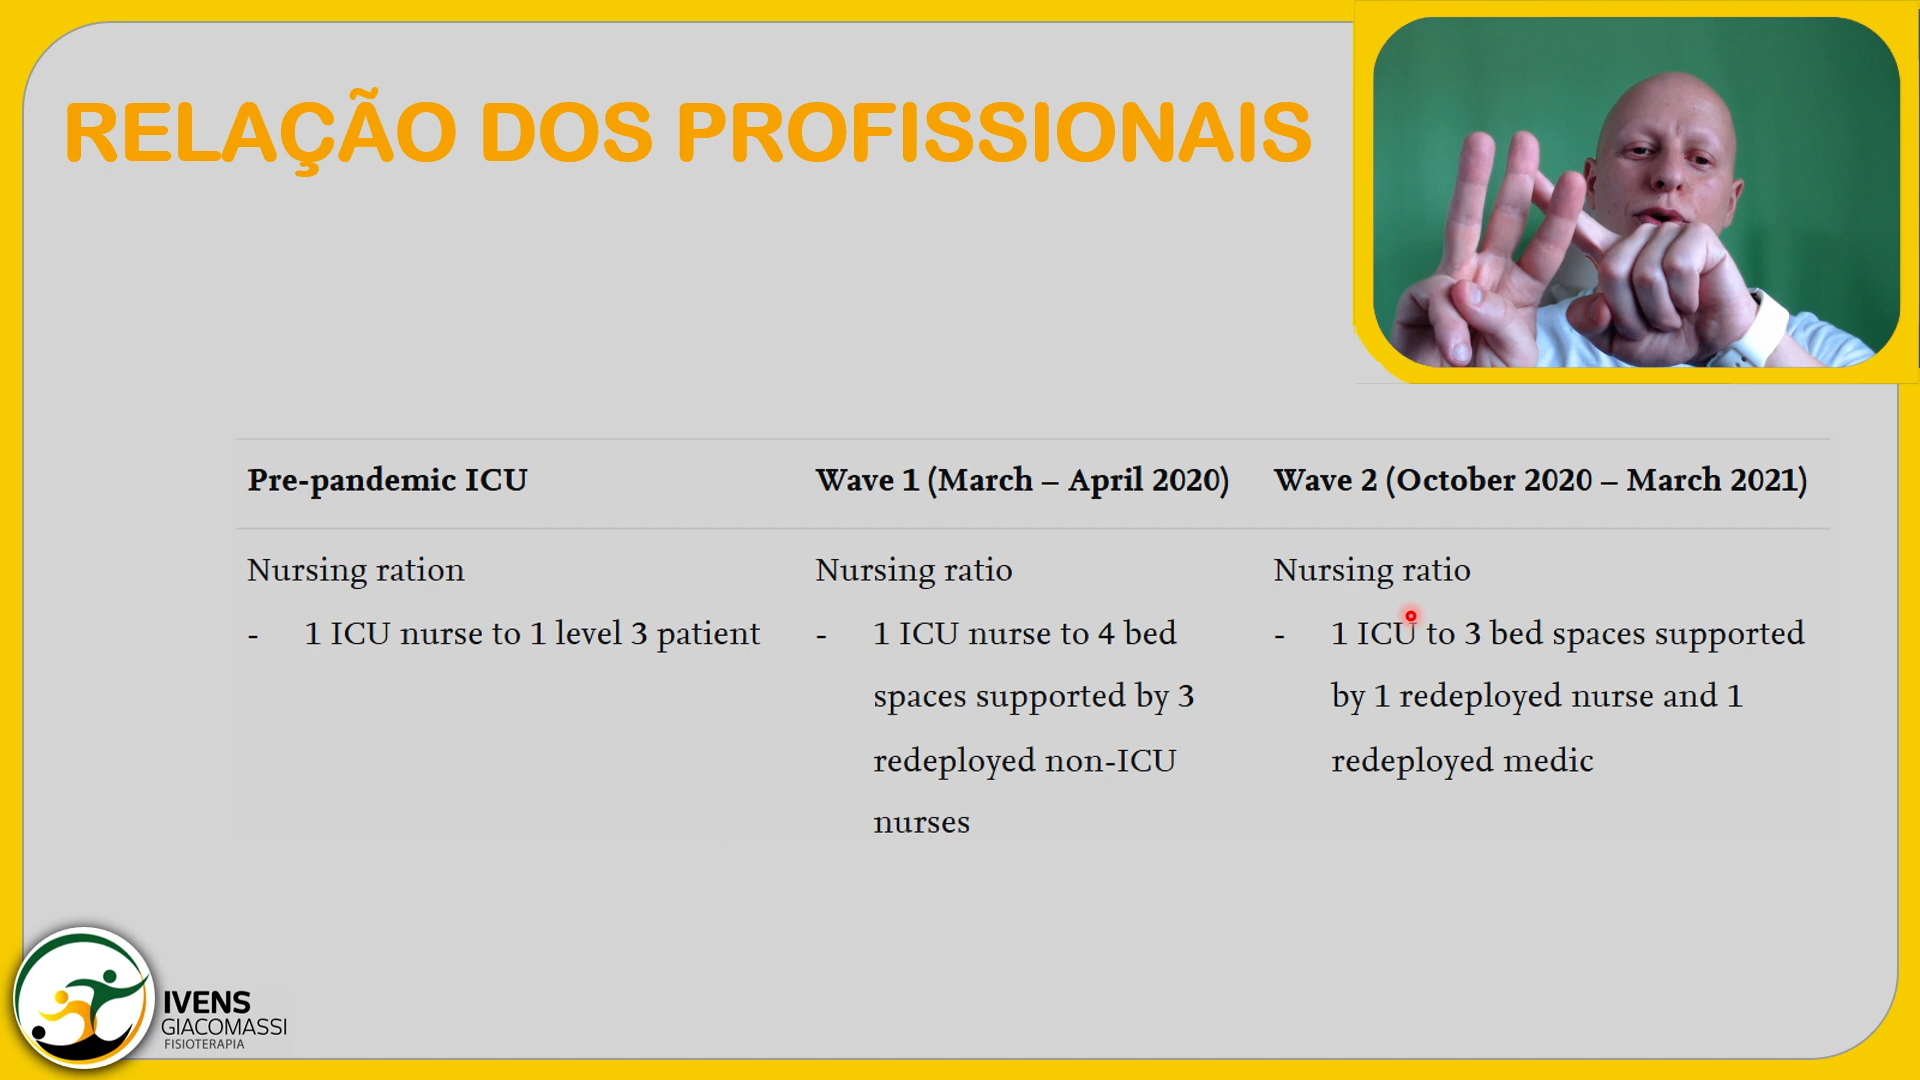 RELAÇÃO DOS PROFISSIONAIS
Pre-pandemic ICU
Nursing ration
- 1 ICU nurse to 1 level 3 patient
Wave 1 (March – April 2020)
Nursing ratio
- 1 ICU nurse to 4 bed
spaces supported by 3
redeployed non-ICU
nurses
Wave 2 (October 2020 – March 2021)
Nursing ratio
- 1 ICU to 3 bed spaces supported
by 1 redeployed nurse and 1
redeployed medic
IVENS
GIACOMASSI
FISIOTERAPIA